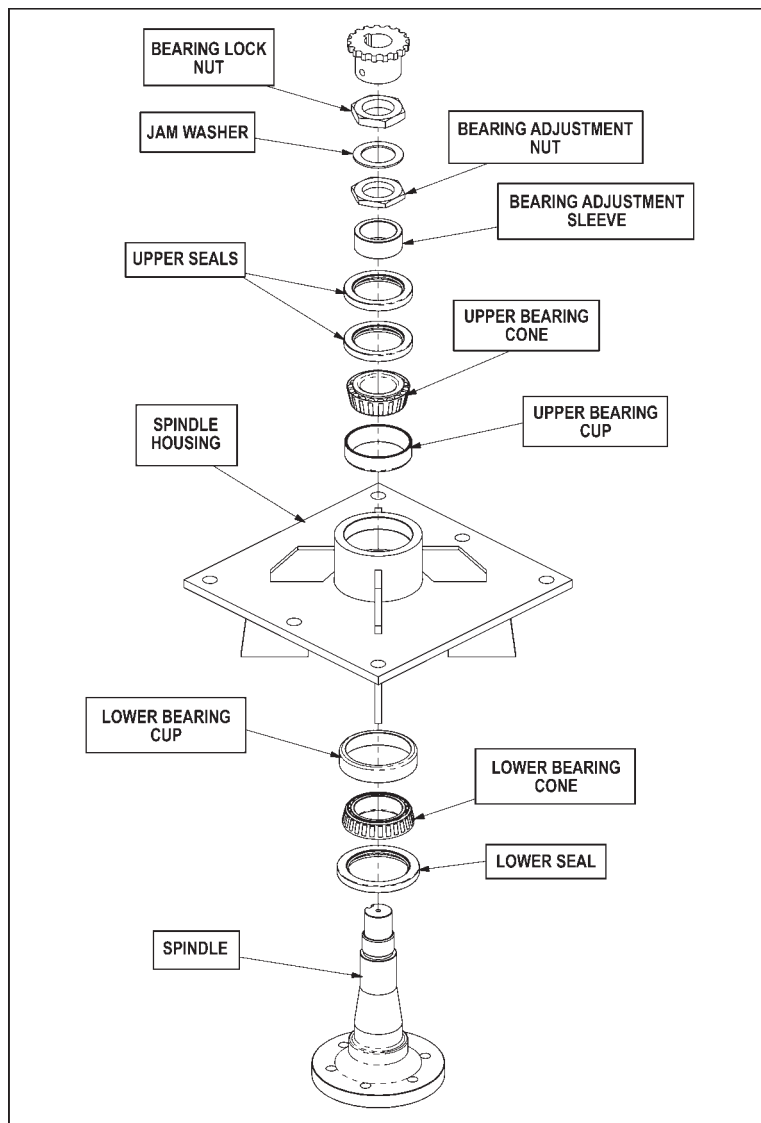 BEARING LOCK
NUT
JAM WASHER
BEARING ADJUSTMENT
NUT
BEARING ADJUSTMENT
SLEEVE
UPPER SEALS
UPPER BEARING
CONE
SPINDLE
HOUSING
UPPER BEARING
CUP
LOWER BEARING
CUP
LOWER BEARING
CONE
LOWER SEAL
SPINDLE